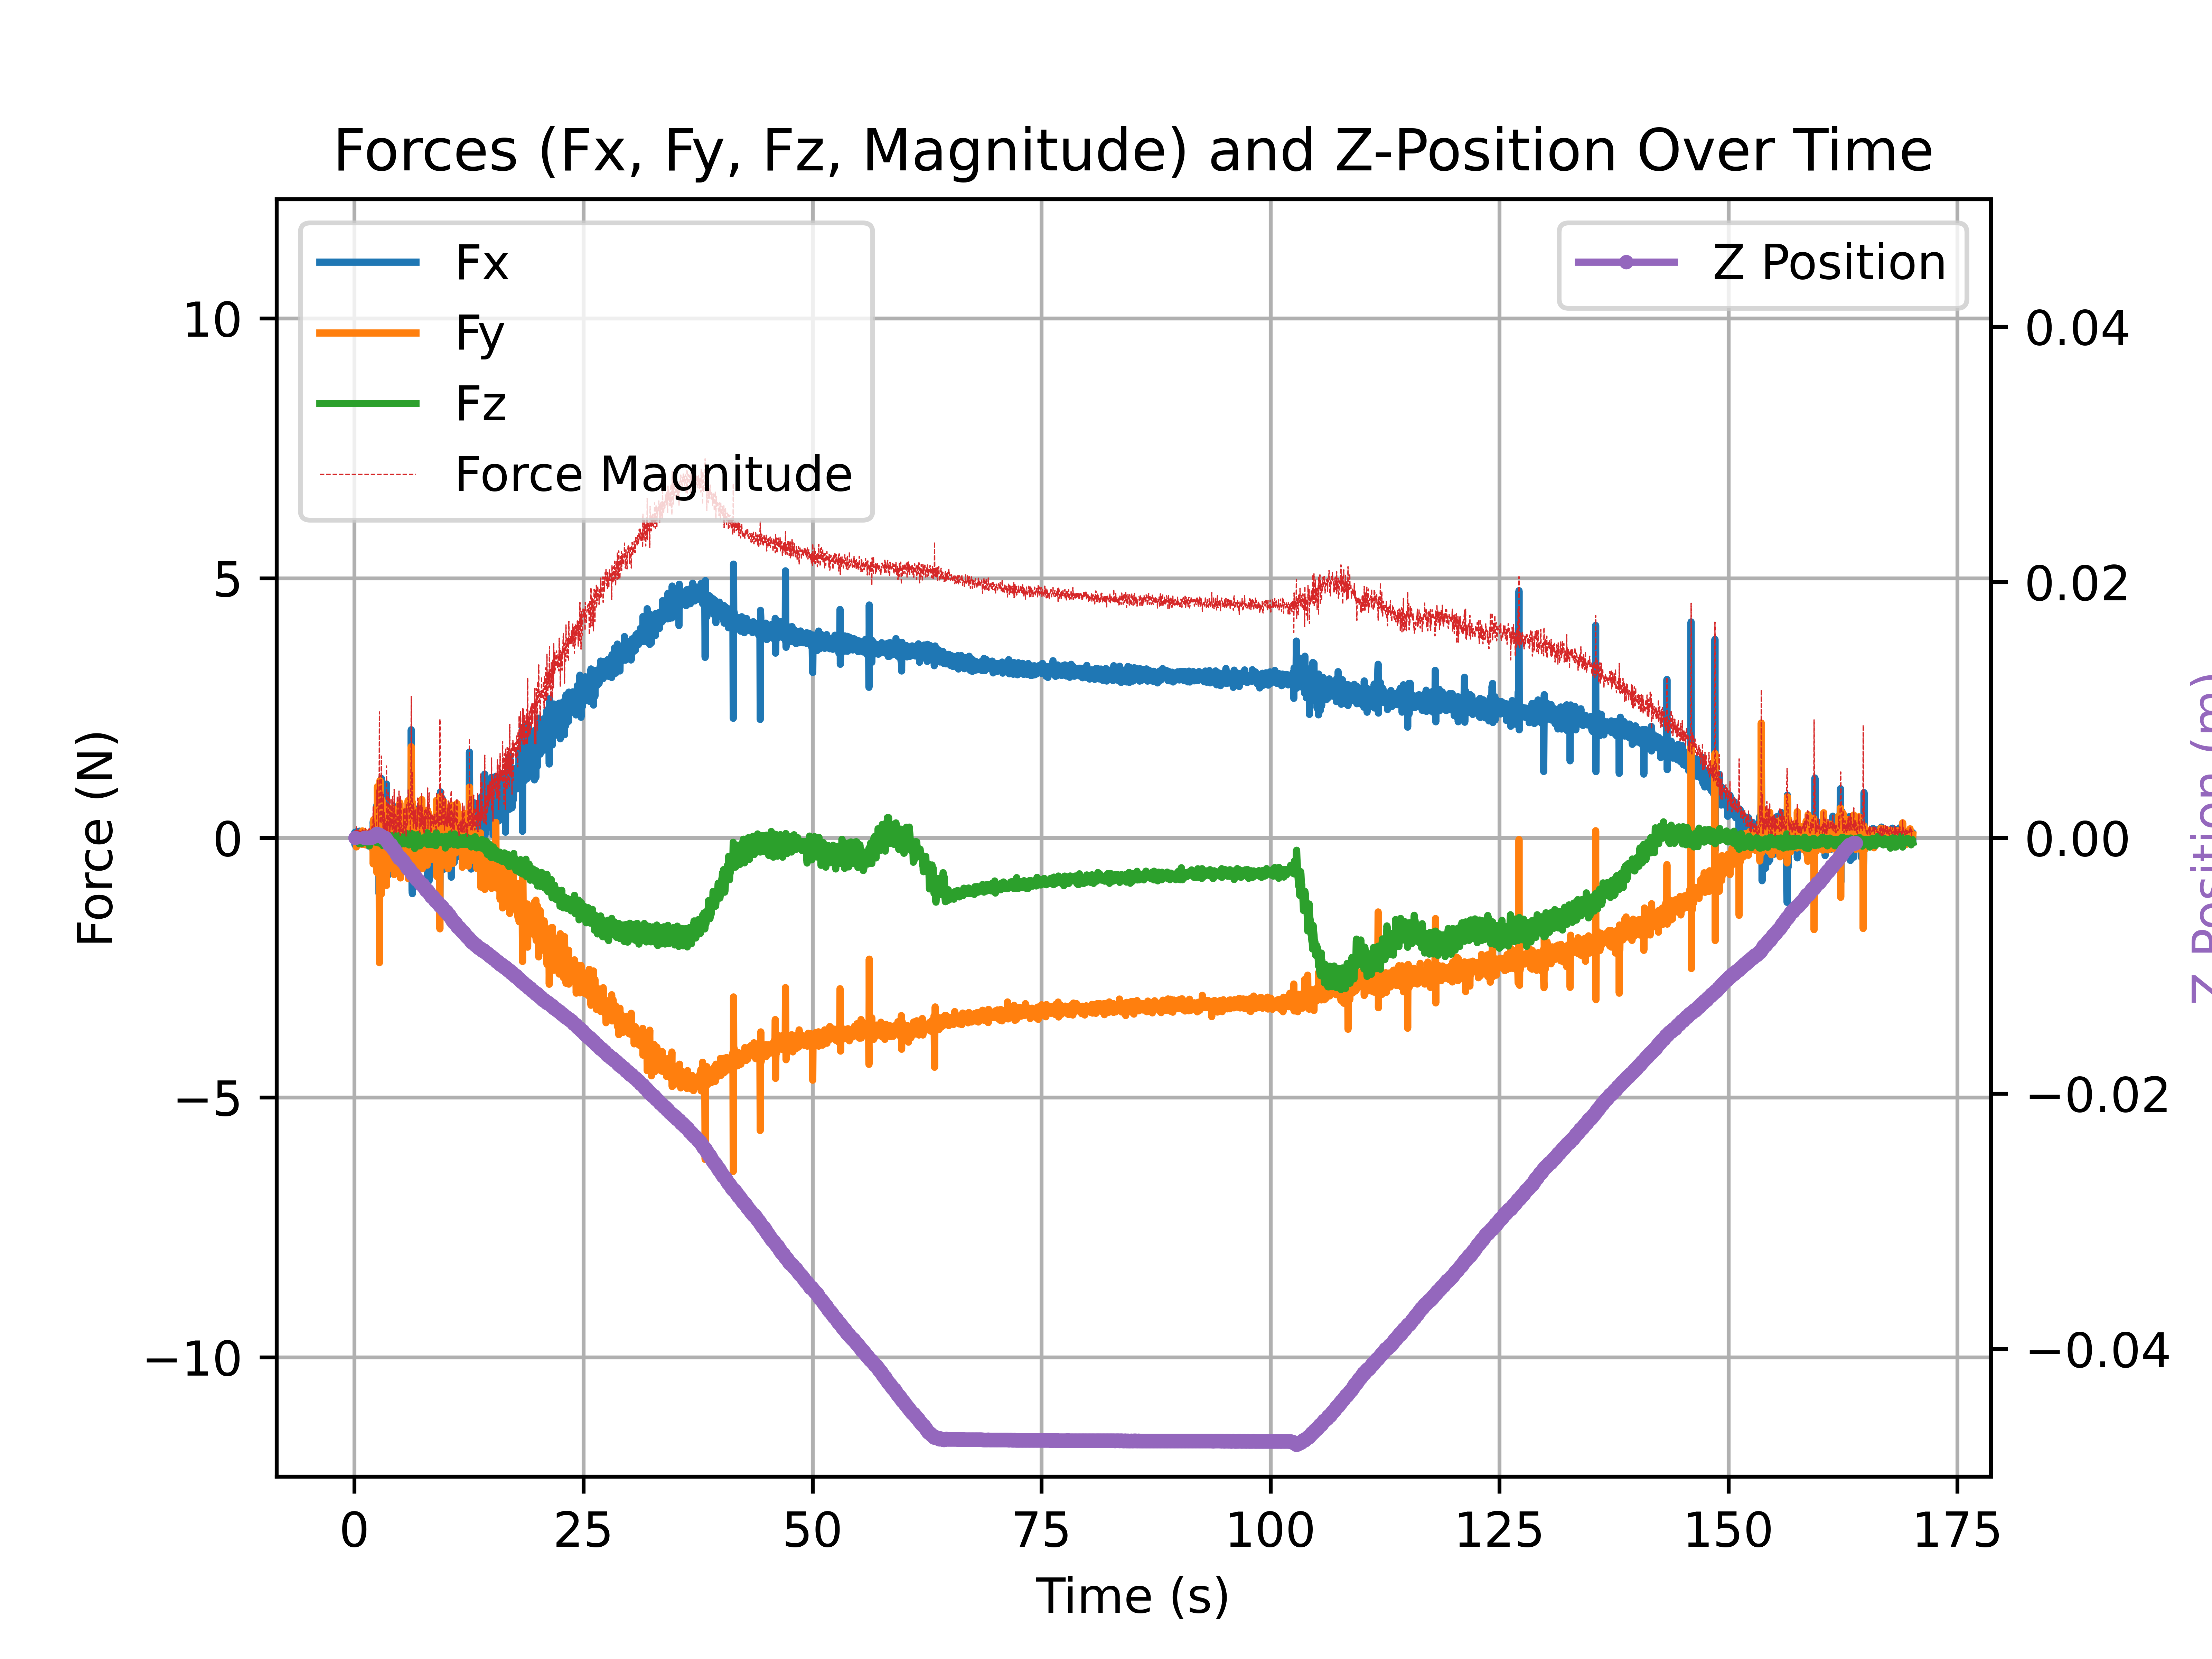 Forces (Fx, Fy, Fz, Magnitude) and Z-Position Over Time
Fx
Fy
Fz
Force Magnitude
Z Position
10
5
0
−5
−10
Force (N)
0.04
0.02
0.00
−0.02
−0.04
Z Position (m)
0
25
50
75
100
125
150
175
Time (s)